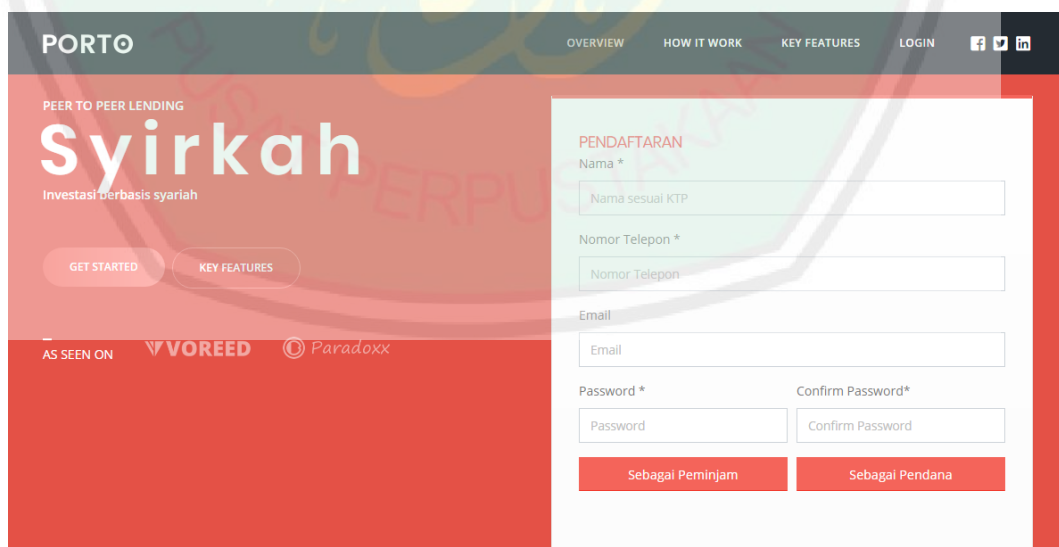 PORTO
OVERVIEW HOW IT WORK KEY FEATURES LOGIN
PEER TO PEER LENDING
Syirkah
Investasi berbasis syariah
GET STARTED KEY FEATURES
AS SEEN ON VOREED Paradoxx
PENDAFTARAN
Nama *
Nama sesuai KTP
Nomor Telepon *
Nomor Telepon
Email
Email
Password * Confirm Password*
Password Confirm Password
Sebagai Peminjam Sebagai Pendana
PUSAT PERPUSTAKAAN